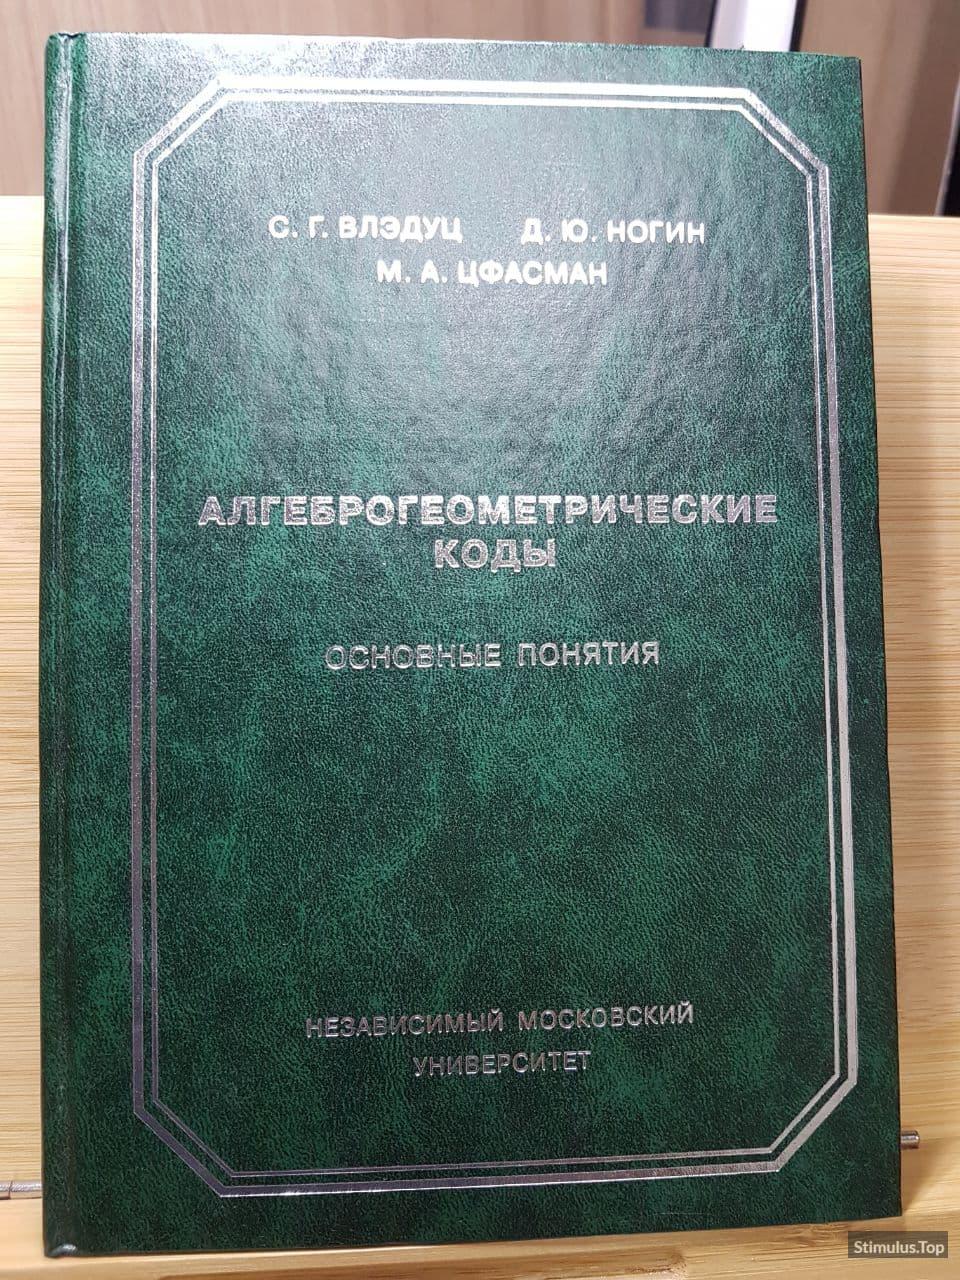 С. Г. ВЛЭДУЦ Д. Ю. НОГИН
М. А. ЦФАСМАН
АЛГЕБРОГЕОМЕТРИЧЕСКИЕ
КОДЫ
ОСНОВНЫЕ ПОНЯТИЯ
НЕЗАВИСИМЫЙ МОСКОВСКИЙ
УНИВЕРСИТЕТ
Stimulus.Top